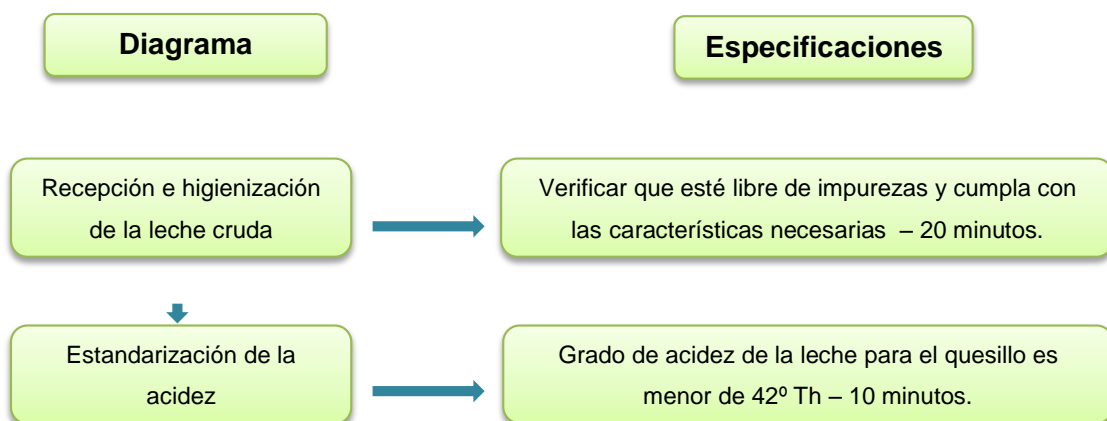 Diagrama
Especificaciones
Recepción e higienización
de la leche cruda
Verificar que esté libre de impurezas y cumpla con
las características necesarias – 20 minutos.
Estandarización de la
acidez
Grado de acidez de la leche para el quesillo es
menor de 42º Th – 10 minutos.